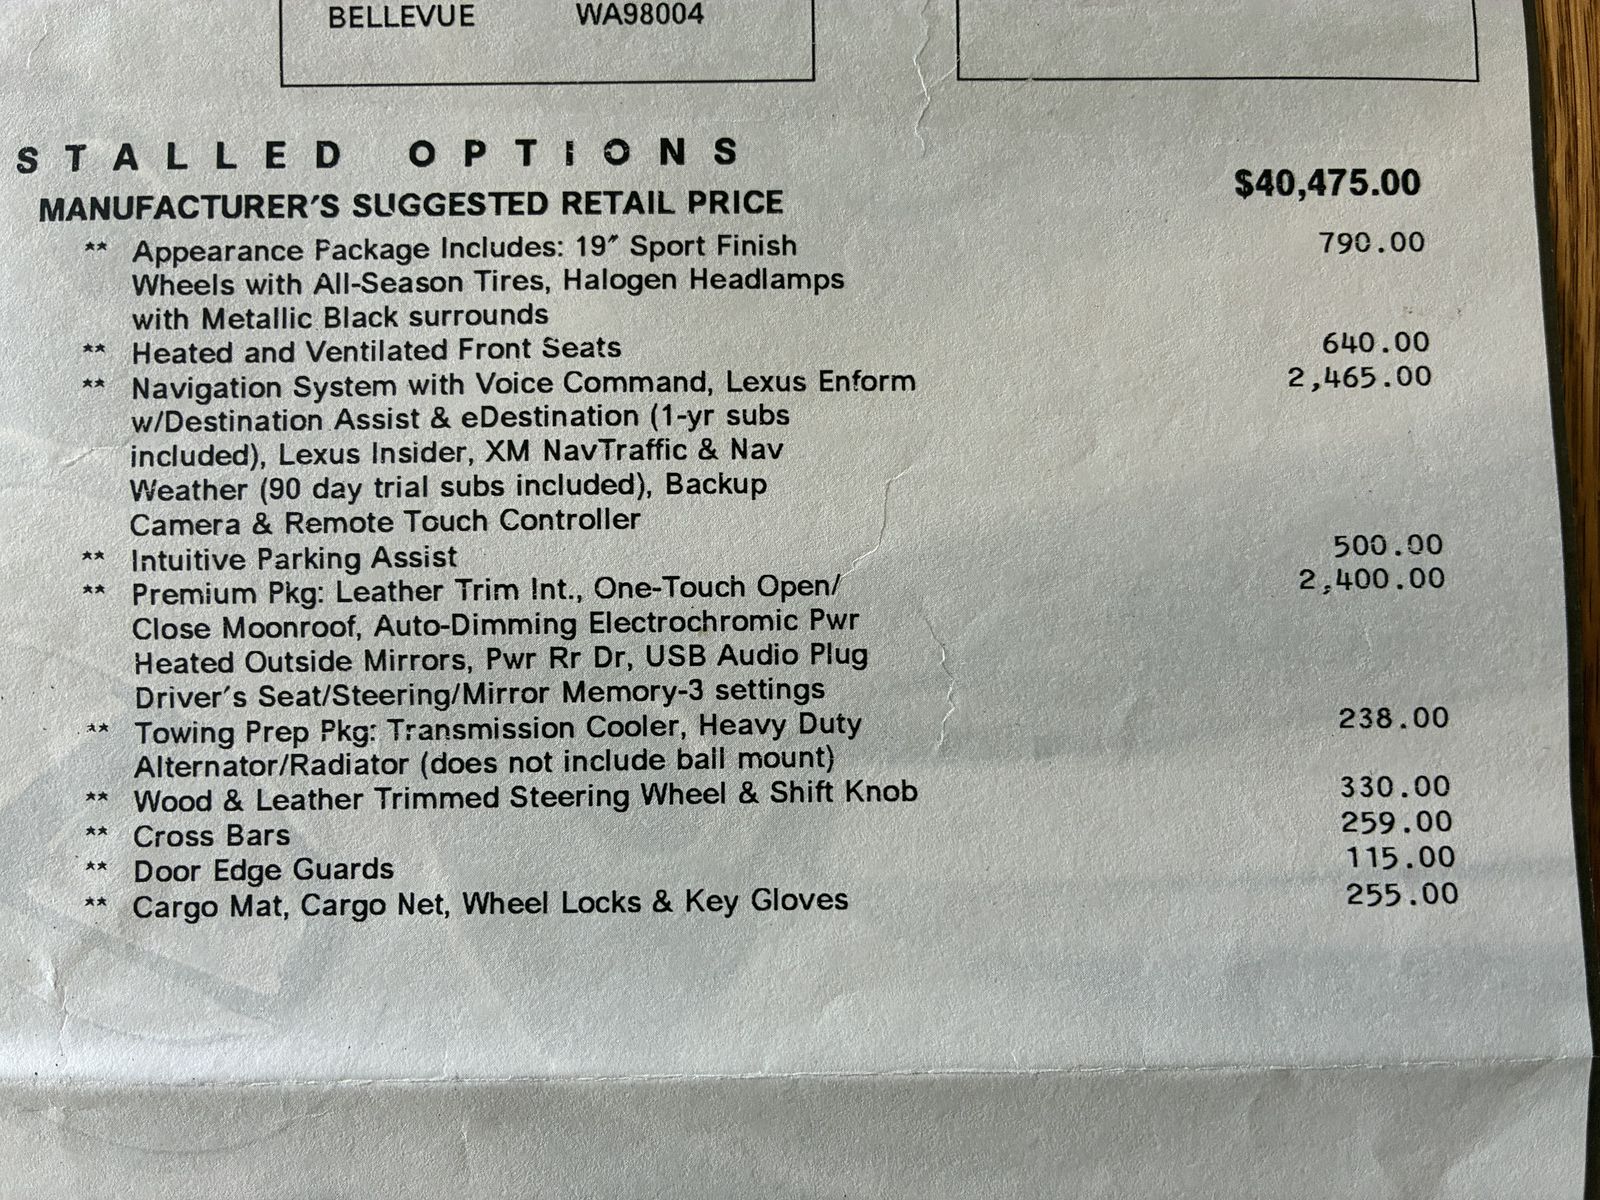 BELLEVUE WA98004
STALLED OPTIONS
MANUFACTURER'S SUGGESTED RETAIL PRICE $40,475.00
** Appearance Package Includes: 19" Sport Finish 790.00
Wheels with All-Season Tires, Halogen Headlamps
with Metallic Black surrounds
** Heated and Ventilated Front Seats 640.00
** Navigation System with Voice Command, Lexus Enform 2,465.00
w/Destination Assist & eDestination (1-yr subs
included), Lexus Insider, XM NavTraffic & Nav
Weather (90 day trial subs included), Backup
Camera & Remote Touch Controller
** Intuitive Parking Assist 500.00
** Premium Pkg: Leather Trim Int., One-Touch Open/ 2,400.00
Close Moonroof, Auto-Dimming Electrochromic Pwr
Heated Outside Mirrors, Pwr Rr Dr, USB Audio Plug
Driver's Seat/Steering/Mirror Memory-3 settings
** Towing Prep Pkg: Transmission Cooler, Heavy Duty 238.00
Alternator/Radiator (does not include ball mount)
** Wood & Leather Trimmed Steering Wheel & Shift Knob 330.00
** Cross Bars 259.00
** Door Edge Guards 115.00
** Cargo Mat, Cargo Net, Wheel Locks & Key Gloves 255.00